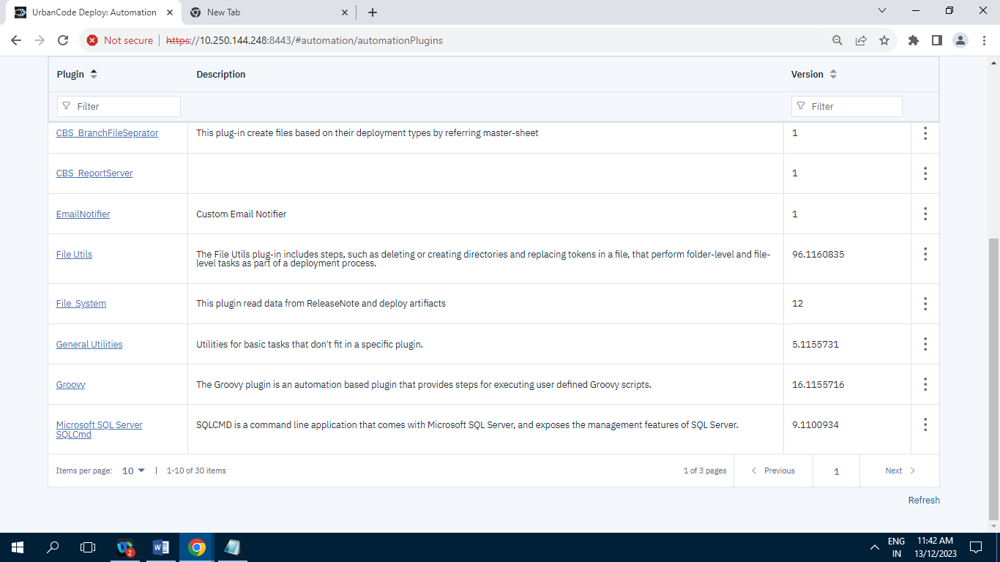 UrbanCode Deploy: Automation
New Tab
Not secure
https://10.250.144.248:8443/#automation/automationPlugins
Plugin Description Version
Filter Filter
CBS_BranchFileSeprator This plug-in create files based on their deployment types by referring master-sheet 1
CBS_ReportServer 1
EmailNotifier Custom Email Notifier 1
File Utils The File Utils plug-in includes steps, such as deleting or creating directories and replacing tokens in a file, that perform folder-level and file-
level tasks as part of a deployment process. 96.1160835
File_System This plugin read data from ReleaseNote and deploy artifiacts 12
General Utilities Utilities for basic tasks that don't fit in a specific plugin. 5.1155731
Groovy The Groovy plugin is an automation based plugin that provides steps for executing user defined Groovy scripts. 16.1155716
Microsoft SQL Server SQLCMD is a command line application that comes with Microsoft SQL Server, and exposes the management features of SQL Server. 9.1100934
SQLCmd
Items per page: 10 | 1-10 of 30 items 1 of 3 pages Previous 1 Next
Refresh
2
ENG 11:42 AM
IN 13/12/2023